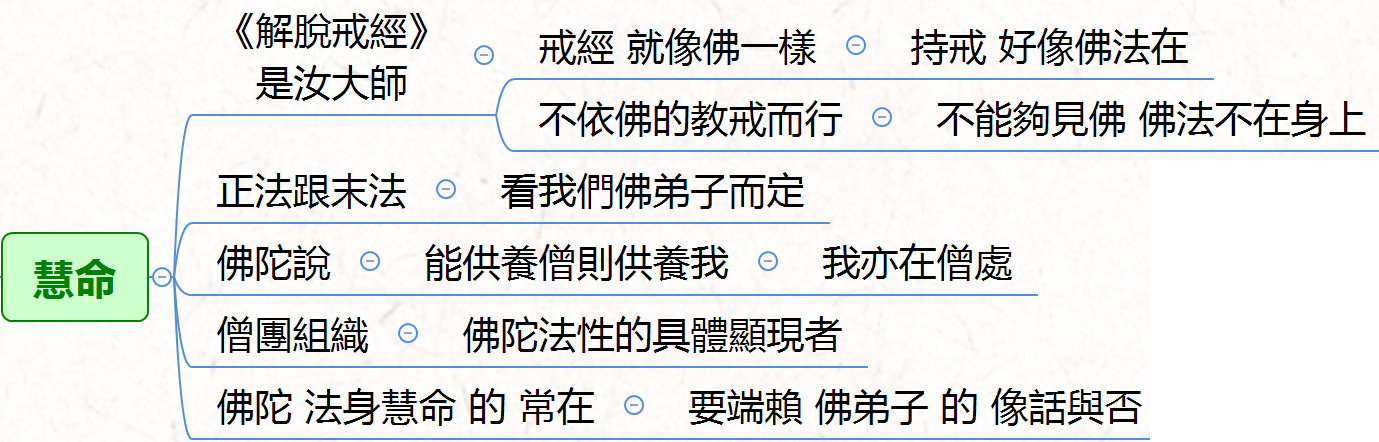 《解脫戒經》
是汝大師
戒經 就像佛一樣
持戒 好像佛法在
不依佛的教戒而行
不能夠見佛 佛法不在身上
正法跟末法
看我們佛弟子而定
慧命
佛陀說
能供養僧則供養我
我亦在僧處
僧團組織
佛陀法性的具體顯現者
佛陀 法身慧命 的 常在
要端賴 佛弟子 的 像話與否